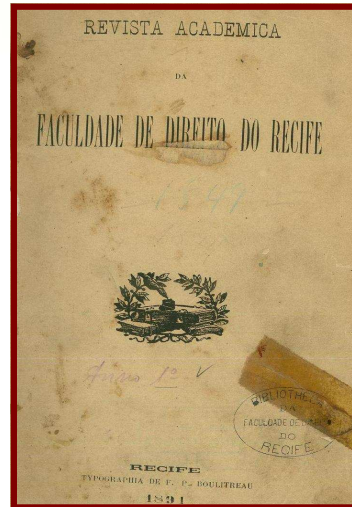 REVISTA ACADEMICA
DA
FACULDADE DE DIREITO DO RECIFE
Anno 1º
BIBLIOTHECA
DA
FACULDADE DE DIREITO
DO
RECIFE
RECIFE
TYPOGRAPHIA DE F. P. BOULITREAU
1891